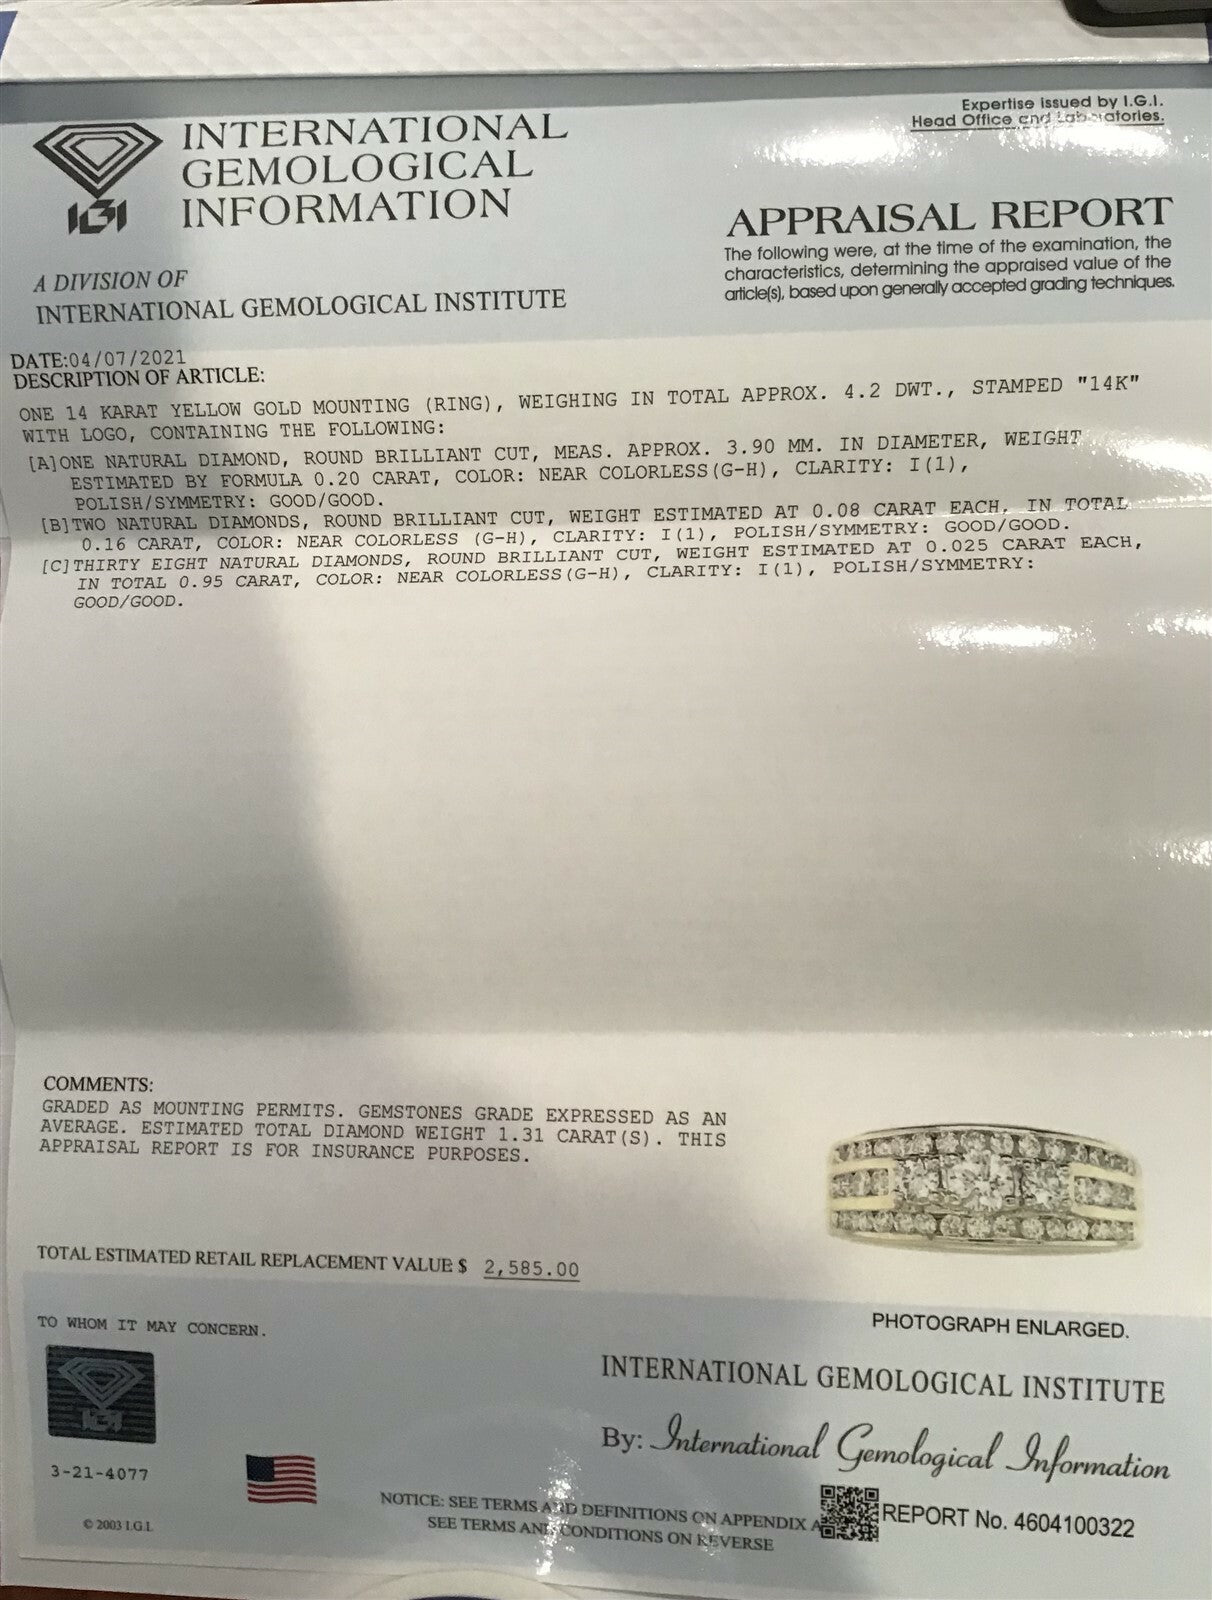 Expertise issued by I.G.I.
Head Office and Laboratories.
INTERNATIONAL
GEMOLOGICAL
INFORMATION
IGI
APPRAISAL REPORT
The following were, at the time of the examination, the
characteristics, determining the appraised value of the
article(s), based upon generally accepted grading techniques.
A DIVISION OF
INTERNATIONAL GEMOLOGICAL INSTITUTE
DATE:04/07/2021
DESCRIPTION OF ARTICLE:
ONE 14 KARAT YELLOW GOLD MOUNTING (RING), WEIGHING IN TOTAL APPROX. 4.2 DWT., STAMPED "14K"
WITH LOGO, CONTAINING THE FOLLOWING:
[A]ONE NATURAL DIAMOND, ROUND BRILLIANT CUT, MEAS. APPROX. 3.90 MM. IN DIAMETER, WEIGHT
ESTIMATED BY FORMULA 0.20 CARAT, COLOR: NEAR COLORLESS(G-H), CLARITY: I(1),
POLISH/SYMMETRY: GOOD/GOOD.
[B]TWO NATURAL DIAMONDS, ROUND BRILLIANT CUT, WEIGHT ESTIMATED AT 0.08 CARAT EACH, IN TOTAL
0.16 CARAT, COLOR: NEAR COLORLESS (G-H), CLARITY: I(1), POLISH/SYMMETRY: GOOD/GOOD.
[C]THIRTY EIGHT NATURAL DIAMONDS, ROUND BRILLIANT CUT, WEIGHT ESTIMATED AT 0.025 CARAT EACH,
IN TOTAL 0.95 CARAT, COLOR: NEAR COLORLESS(G-H), CLARITY: I(1), POLISH/SYMMETRY:
GOOD/GOOD.
COMMENTS:
GRADED AS MOUNTING PERMITS. GEMSTONES GRADE EXPRESSED AS AN
AVERAGE. ESTIMATED TOTAL DIAMOND WEIGHT 1.31 CARAT(S). THIS
APPRAISAL REPORT IS FOR INSURANCE PURPOSES.
TOTAL ESTIMATED RETAIL REPLACEMENT VALUE $ 2,585.00
TO WHOM IT MAY CONCERN.
PHOTOGRAPH ENLARGED.
INTERNATIONAL GEMOLOGICAL INSTITUTE
By: International Gemological Information
IGI
3-21-4077
© 2003 I.G.I.
NOTICE: SEE TERMS AND DEFINITIONS ON APPENDIX A
SEE TERMS AND CONDITIONS ON REVERSE
REPORT No. 4604100322